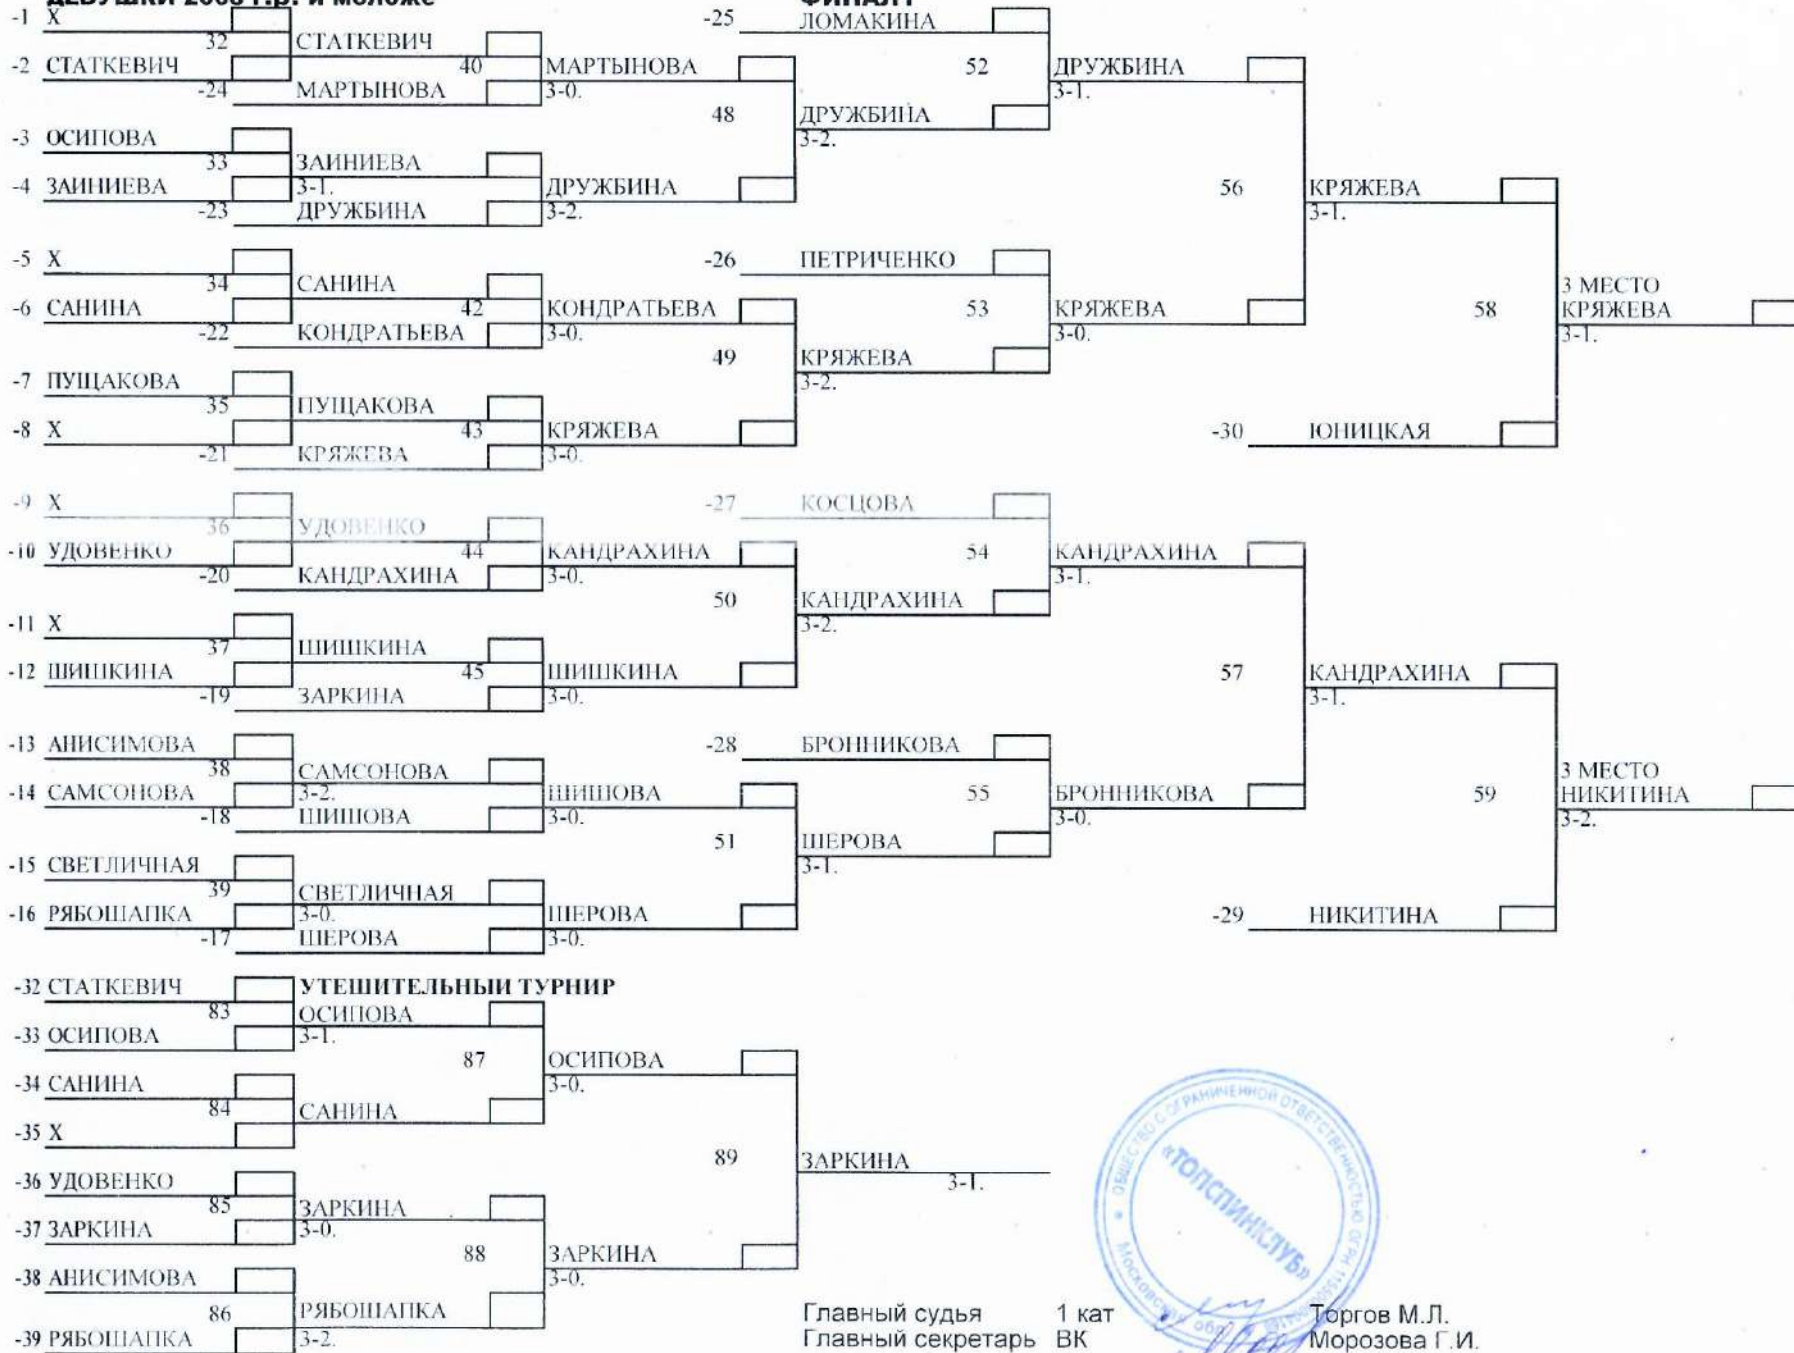 ДЕВУШКИ 2008 г.р. и моложе
ФИНАЛ1
-1 X
-25 ЛОМАКИНА
32 СТАТКЕВИЧ
-2 СТАТКЕВИЧ
40 МАРТЫНОВА
52 ДРУЖБИНА
-24 МАРТЫНОВА
3-0.
3-1.
48 ДРУЖБИНА
-3 ОСИПОВА
3-2.
33 ЗАИНИЕВА
-4 ЗАИНИЕВА
3-1.
ДРУЖБИНА
56 КРЯЖЕВА
-23 ДРУЖБИНА
3-2.
3-1.
-5 X
-26 ПЕТРИЧЕНКО
34 САНИНА
3 МЕСТО
-6 САНИНА
42 КОНДРАТЬЕВА
53 КРЯЖЕВА
58 КРЯЖЕВА
-22 КОНДРАТЬЕВА
3-0.
3-0.
3-1.
49 КРЯЖЕВА
-7 ПУЩАКОВА
3-2.
35 ПУЩАКОВА
-8 X
43 КРЯЖЕВА
-30 ЮНИЦКАЯ
-21 КРЯЖЕВА
3-0.
-9 X
-27 КОСЦОВА
36 УДОВЕНКО
-10 УДОВЕНКО
44 КАНДРАХИНА
54 КАНДРАХИНА
-20 КАНДРАХИНА
3-0.
3-1.
50 КАНДРАХИНА
-11 X
3-2.
37 ШИШКИНА
-12 ШИШКИНА
45 ШИШКИНА
57 КАНДРАХИНА
-19 ЗАРКИНА
3-0.
3-1.
-13 АНИСИМОВА
-28 БРОННИКОВА
38 САМСОНОВА
3 МЕСТО
-14 САМСОНОВА
3-2.
ШИШОВА
55 БРОННИКОВА
59 НИКИТИНА
-18 ШИШОВА
3-0.
3-0.
3-2.
51 ШЕРОВА
-15 СВЕТЛИЧНАЯ
3-1.
39 СВЕТЛИЧНАЯ
-16 РЯБОШАПКА
3-0.
ШЕРОВА
-29 НИКИТИНА
-17 ШЕРОВА
3-0.
-32 СТАТКЕВИЧ
УТЕШИТЕЛЬНЫЙ ТУРНИР
83 ОСИПОВА
-33 ОСИПОВА
3-1.
87 ОСИПОВА
-34 САНИНА
3-0.
84 САНИНА
-35 X
89 ЗАРКИНА
-36 УДОВЕНКО
3-1.
85 ЗАРКИНА
-37 ЗАРКИНА
3-0.
88 ЗАРКИНА
-38 АНИСИМОВА
3-0.
86 РЯБОШАПКА
-39 РЯБОШАПКА
3-2.
ОБЩЕСТВО С ОГРАНИЧЕННОЙ ОТВЕТСТВЕННОСТЬЮ
«ТОПСПИНКЛУБ»
Главный судья 1 кат Торгов М.Л.
Главный секретарь ВК Морозова Г.И.